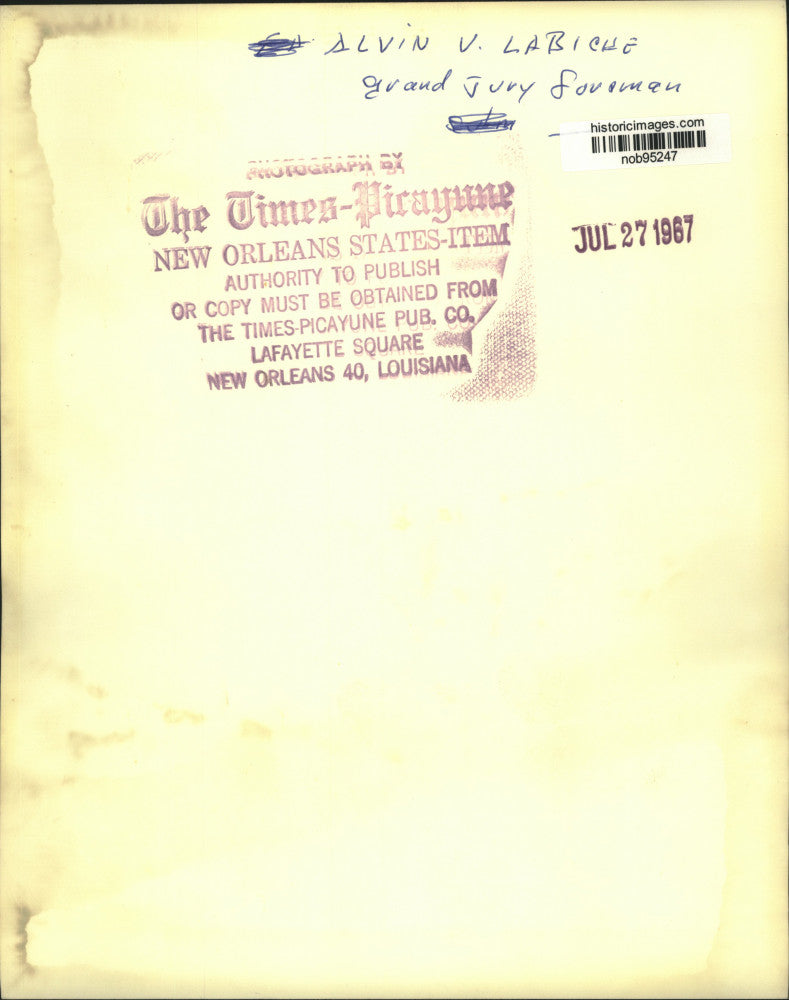 ALVIN V. LABICHE
Grand Jury foreman
historicimages.com
nob95247
PHOTOGRAPH BY
The Times-Picayune
NEW ORLEANS STATES-ITEM
AUTHORITY TO PUBLISH
OR COPY MUST BE OBTAINED FROM
THE TIMES-PICAYUNE PUB. CO.
LAFAYETTE SQUARE
NEW ORLEANS 40, LOUISIANA
JUL 27 1967